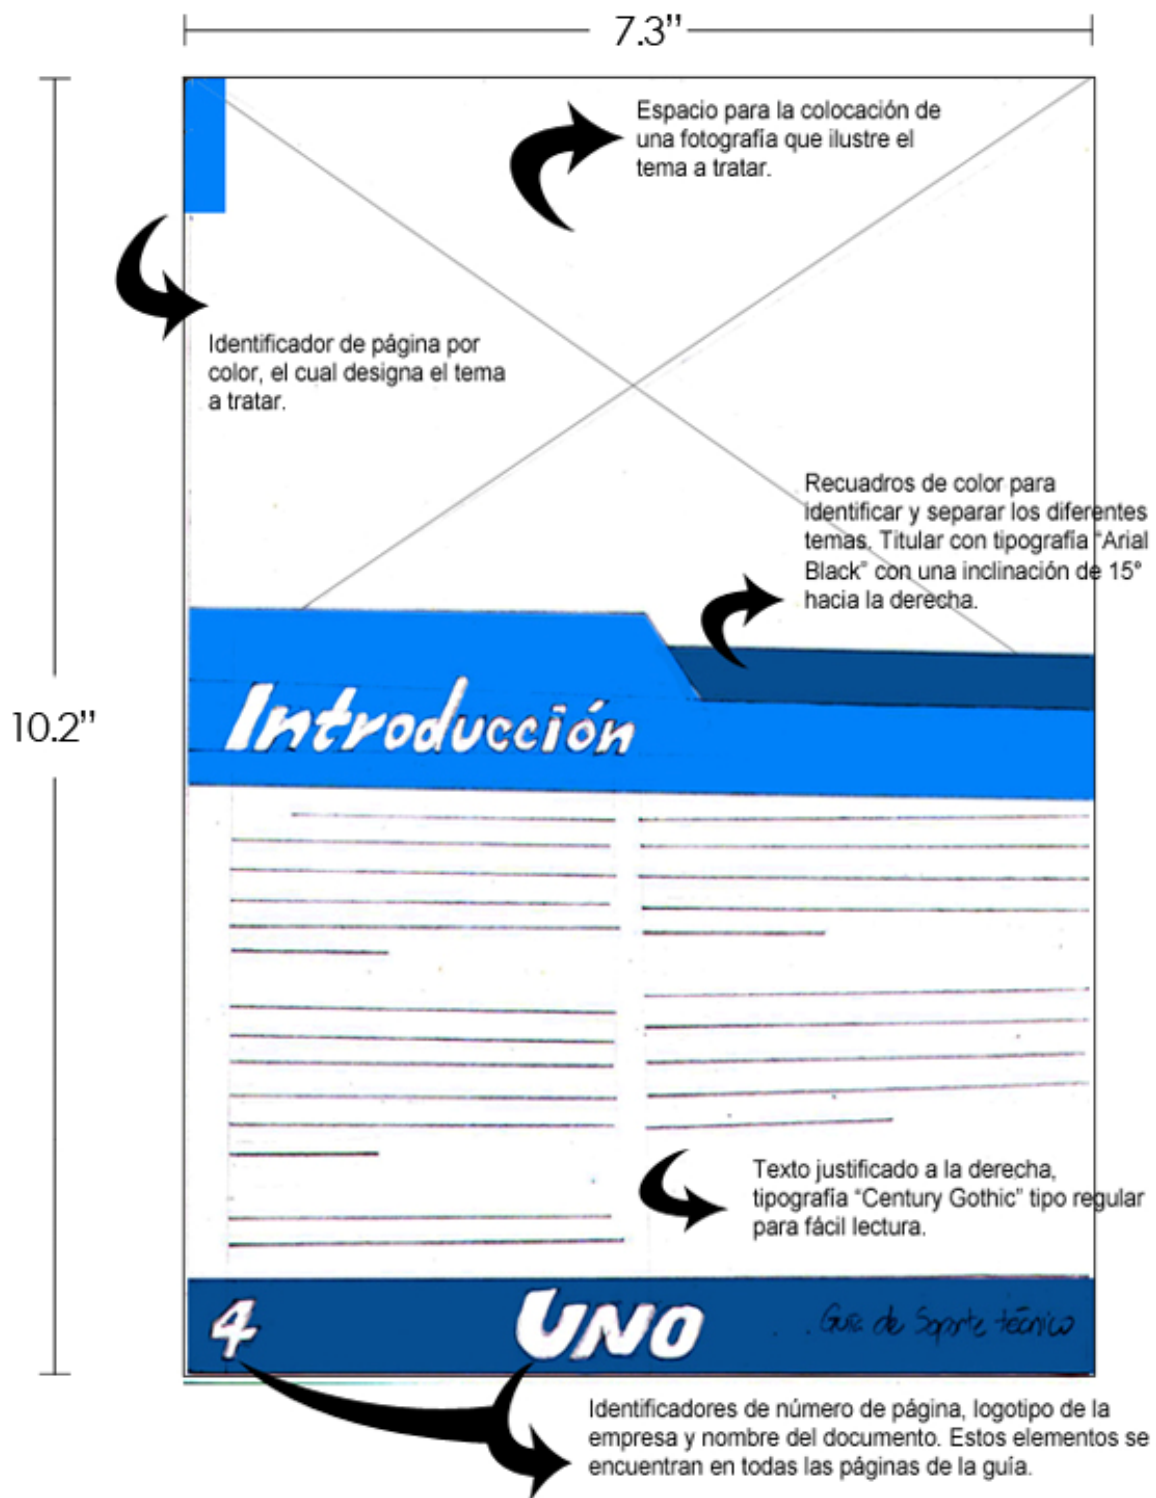 7.3”
Espacio para la colocación de
una fotografía que ilustre el
tema a tratar.
Identificador de página por
color, el cual designa el tema
a tratar.
Recuadros de color para
identificar y separar los diferentes
temas. Titular con tipografía “Arial
Black” con una inclinación de 15°
hacia la derecha.
10.2”
Introducción
Texto justificado a la derecha,
tipografía “Century Gothic” tipo regular
para fácil lectura.
4 UNO Guía de Soporte técnico
Identificadores de número de página, logotipo de la
empresa y nombre del documento. Estos elementos se
encuentran en todas las páginas de la guía.